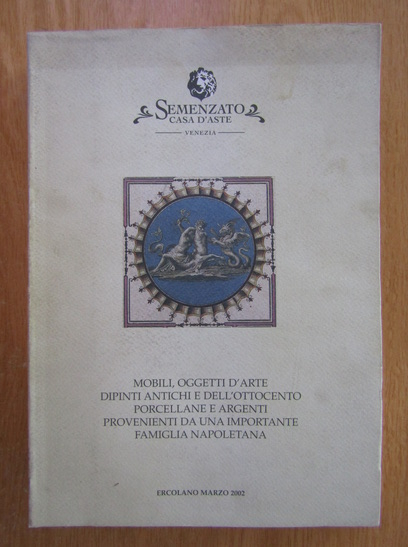 SEMENZATO
CASA D'ASTE
VENEZIA
MOBILI, OGGETTI D'ARTE
DIPINTI ANTICHI E DELL'OTTOCENTO
PORCELLANE E ARGENTI
PROVENIENTI DA UNA IMPORTANTE
FAMIGLIA NAPOLETANA
ERCOLANO MARZO 2002